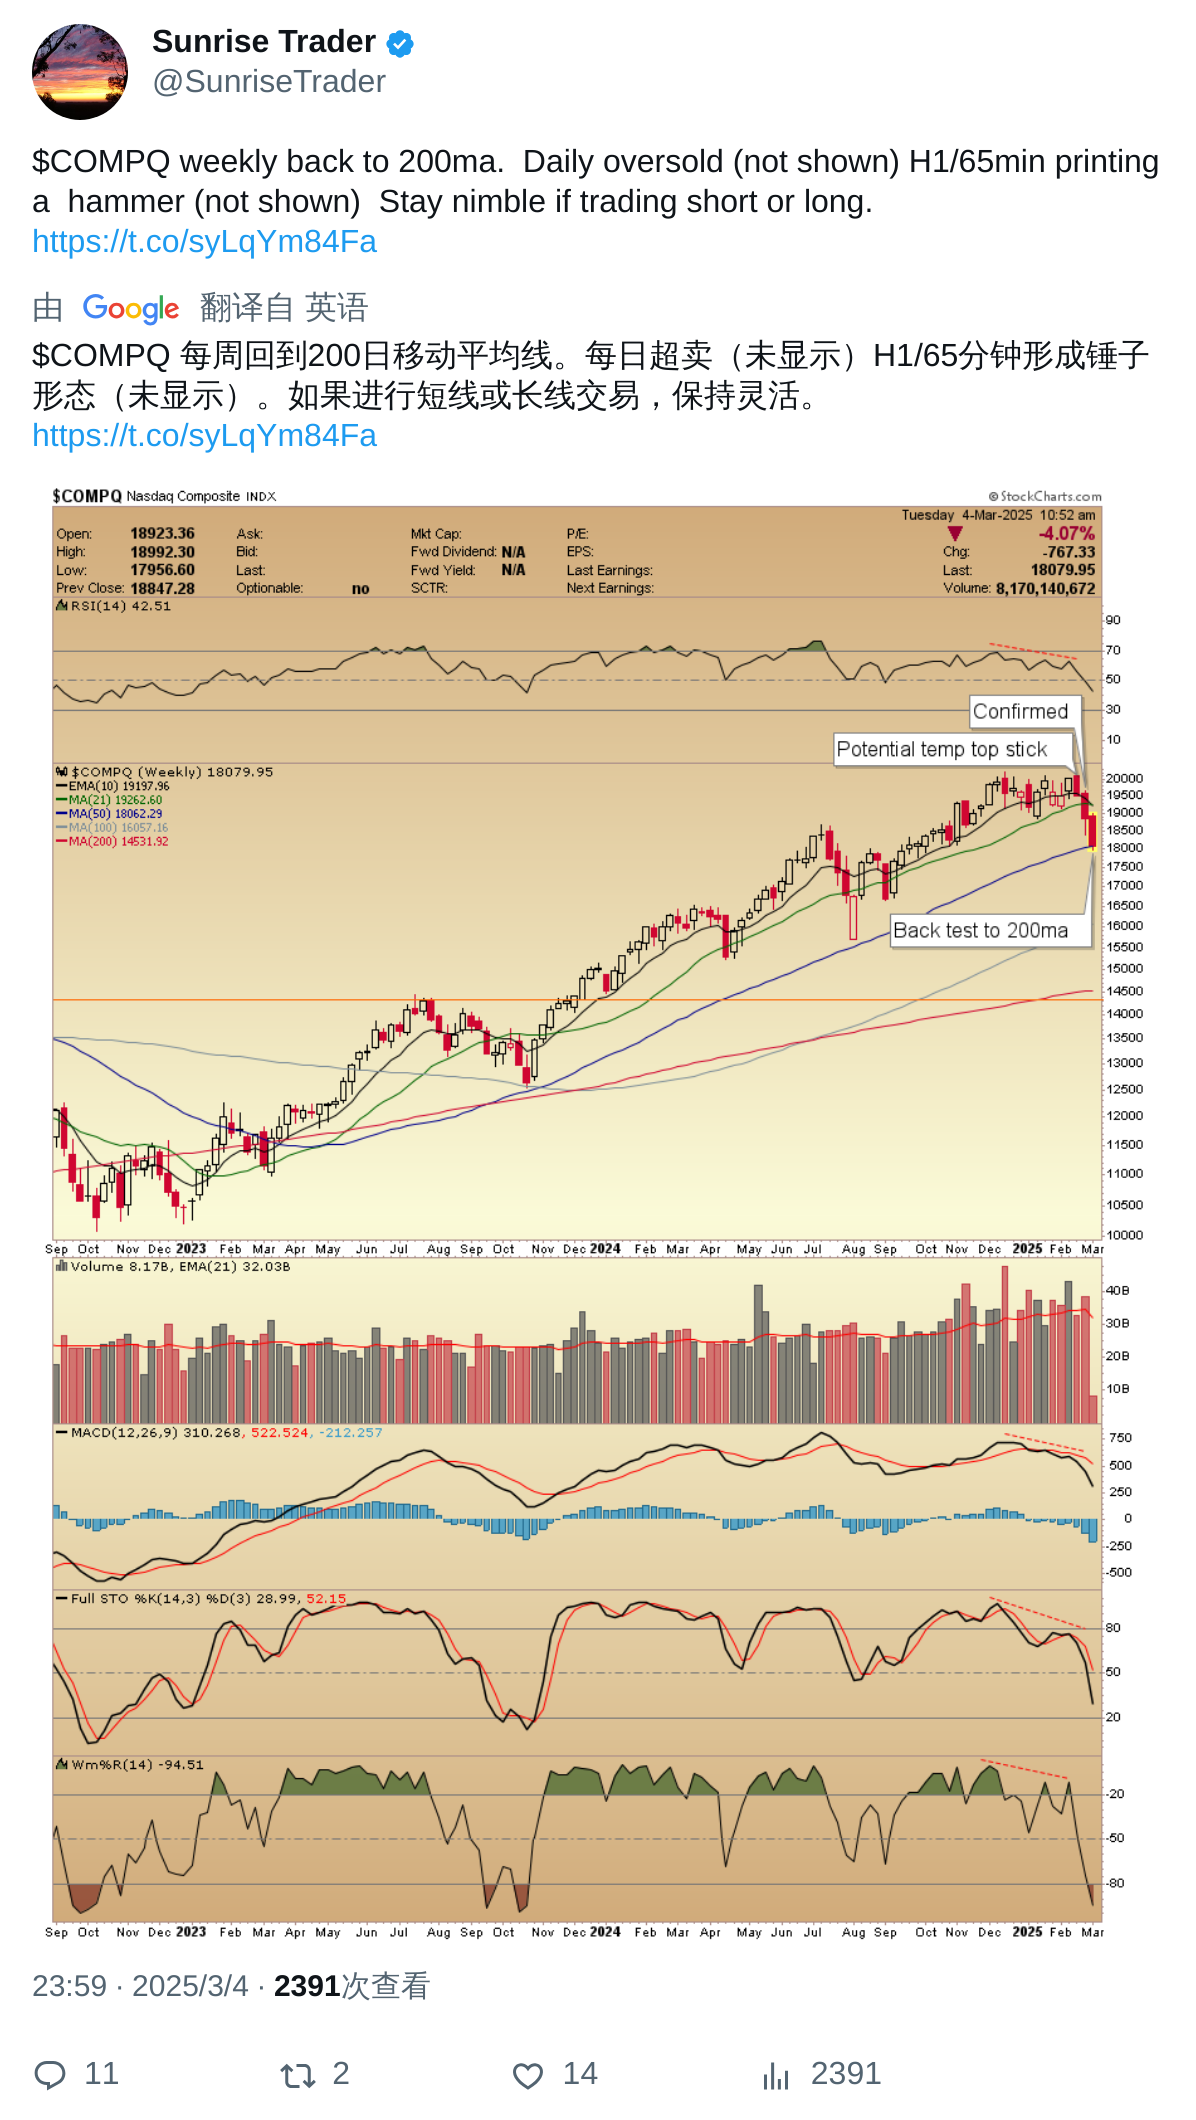 Sunrise Trader
@SunriseTrader
$COMPQ weekly back to 200ma.  Daily oversold (not shown) H1/65min printing
a  hammer (not shown)  Stay nimble if trading short or long.
https://t.co/syLqYm84Fa
由 Google 翻译自 英语
$COMPQ 每周回到200日移动平均线。每日超卖（未显示）H1/65分钟形成锤子
形态（未显示）。如果进行短线或长线交易，保持灵活。
https://t.co/syLqYm84Fa
$COMPQ Nasdaq Composite INDX © StockCharts.com
Tuesday 4-Mar-2025 10:52 am
Open: 18923.36 Ask: Mkt Cap: P/E: -4.07%
High: 18992.30 Bid: Fwd Dividend: N/A EPS: Chg: -767.33
Low: 17956.60 Last: Fwd Yield: N/A Last Earnings: Last: 18079.95
Prev Close: 18847.28 Optionable: no SCTR: Next Earnings: Volume: 8,170,140,672
RSI(14) 42.51
90
70
50
30
10
Confirmed
Potential temp top stick
$COMPQ (Weekly) 18079.95
EMA(10) 19197.96
MA(21) 19262.60
MA(50) 18062.29
MA(100) 16057.16
MA(200) 14531.92
20000
19500
19000
18500
18000
17500
17000
16500
16000
15500
15000
14500
14000
13500
13000
12500
12000
11500
11000
10500
10000
Back test to 200ma
Sep Oct Nov Dec 2023 Feb Mar Apr May Jun Jul Aug Sep Oct Nov Dec 2024 Feb Mar Apr May Jun Jul Aug Sep Oct Nov Dec 2025 Feb Mar
Volume 8.17B, EMA(21) 32.03B
40B
30B
20B
10B
MACD(12,26,9) 310.268, 522.524, -212.257
750
500
250
0
-250
-500
Full STO %K(14,3) %D(3) 28.99, 52.15
80
50
20
Wm%R(14) -94.51
-20
-50
-80
Sep Oct Nov Dec 2023 Feb Mar Apr May Jun Jul Aug Sep Oct Nov Dec 2024 Feb Mar Apr May Jun Jul Aug Sep Oct Nov Dec 2025 Feb Mar
23:59 · 2025/3/4 · 2391次查看
11 2 14 2391